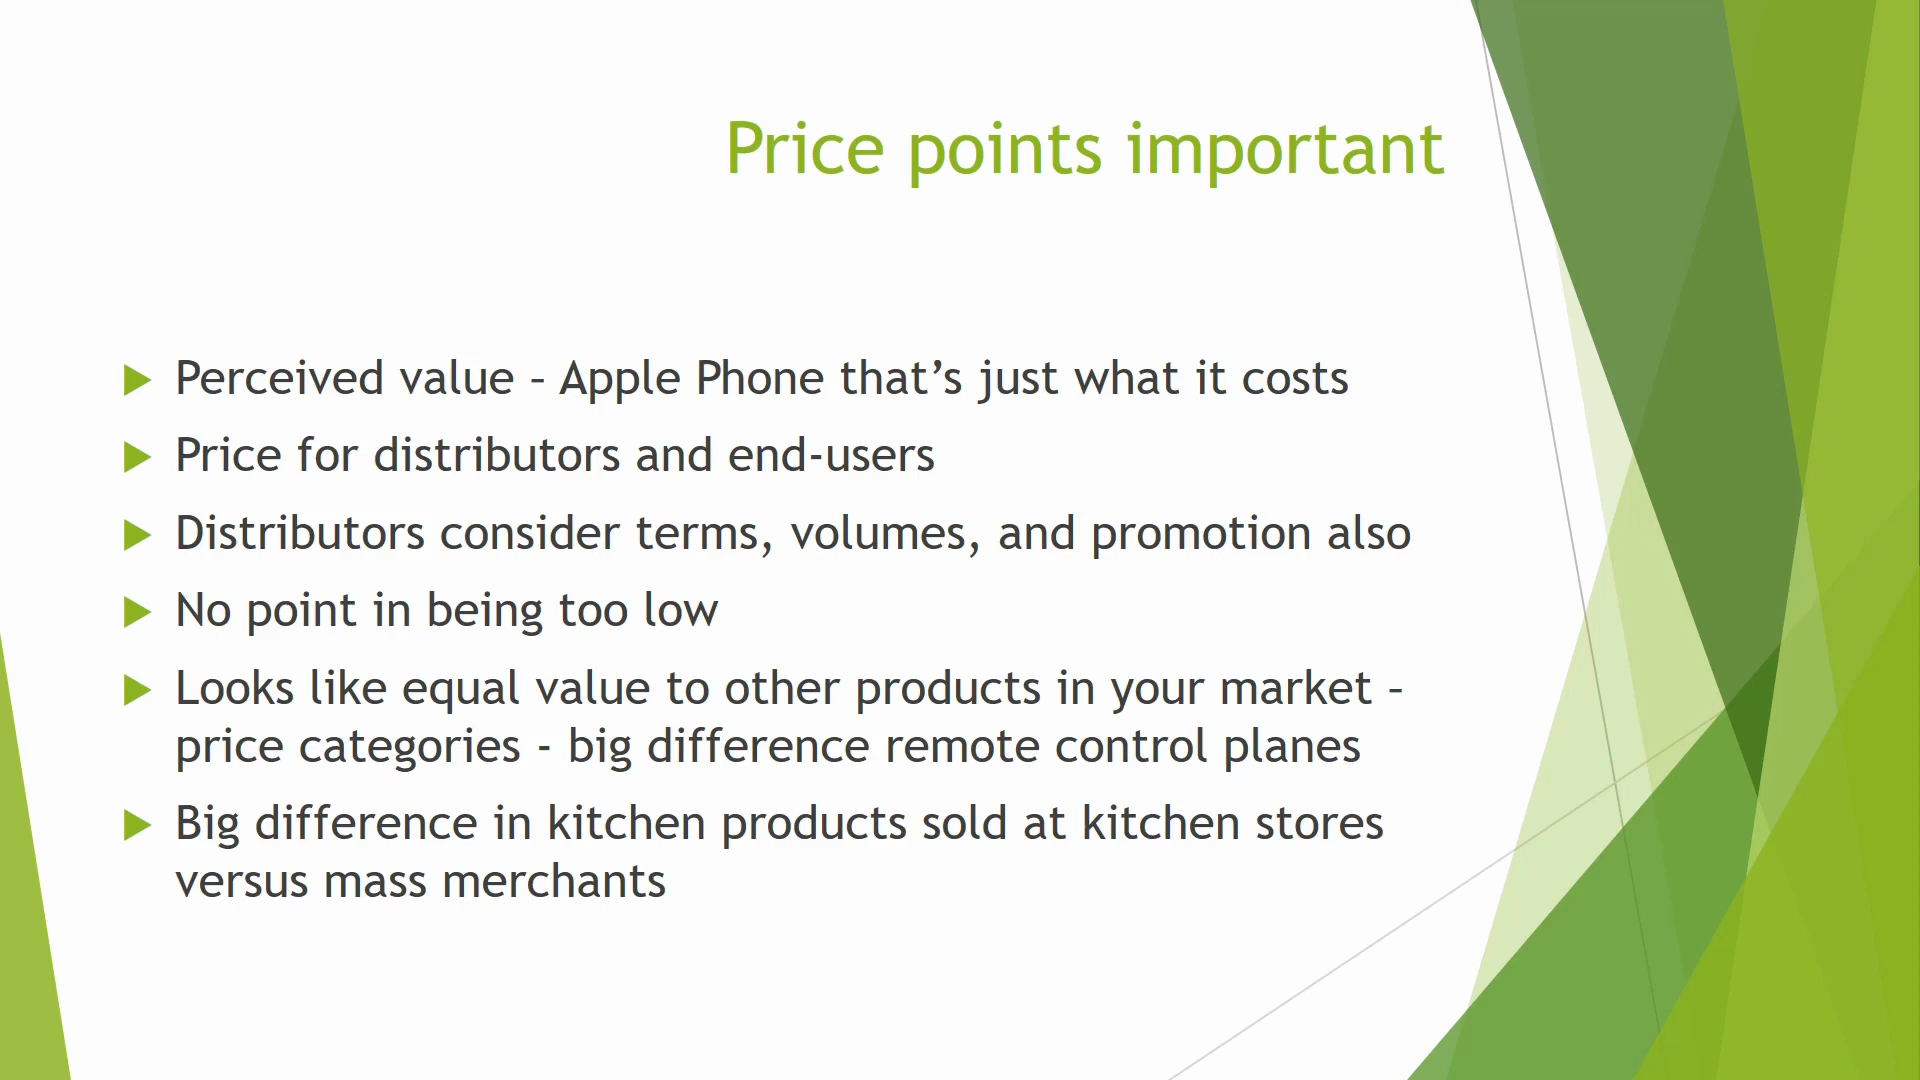 Price points important
Perceived value – Apple Phone that’s just what it costs
Price for distributors and end-users
Distributors consider terms, volumes, and promotion also
No point in being too low
Looks like equal value to other products in your market –
price categories - big difference remote control planes
Big difference in kitchen products sold at kitchen stores
versus mass merchants